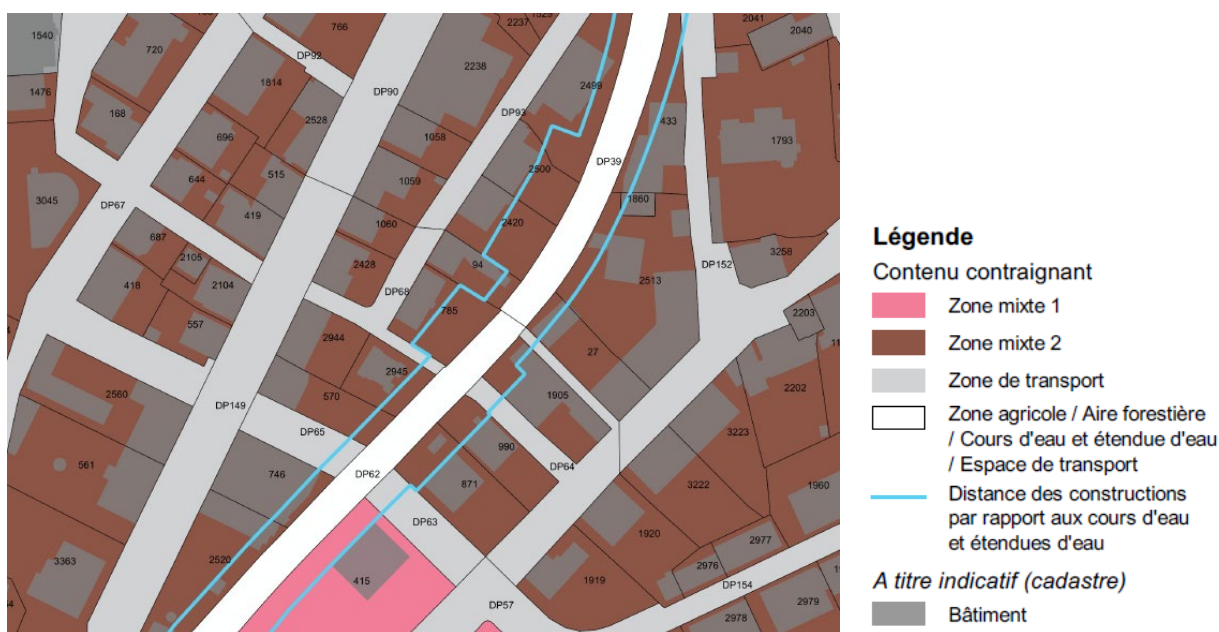 766
2237
1529
2041
2040
1540
720
DP92
2238
1814
DP90
2499
1476
168
2528
DP93
433
696
1058
1793
DP39
2500
515
644
1059
1860
3045
DP67
419
1060
2420
687
2105
2428
94
3258
DP152
418
2104
DP68
2513
785
2203
557
2944
27
2945
2202
2560
570
1905
DP149
DP65
3223
990
561
746
DP62
DP64
871
3222
1960
DP63
1920
2977
2520
3363
2976
415
1919
DP154
DP57
2979
2978
Légende
Contenu contraignant
Zone mixte 1
Zone mixte 2
Zone de transport
Zone agricole / Aire forestière
/ Cours d'eau et étendue d'eau
/ Espace de transport
Distance des constructions
par rapport aux cours d'eau
et étendues d'eau
A titre indicatif (cadastre)
Bâtiment